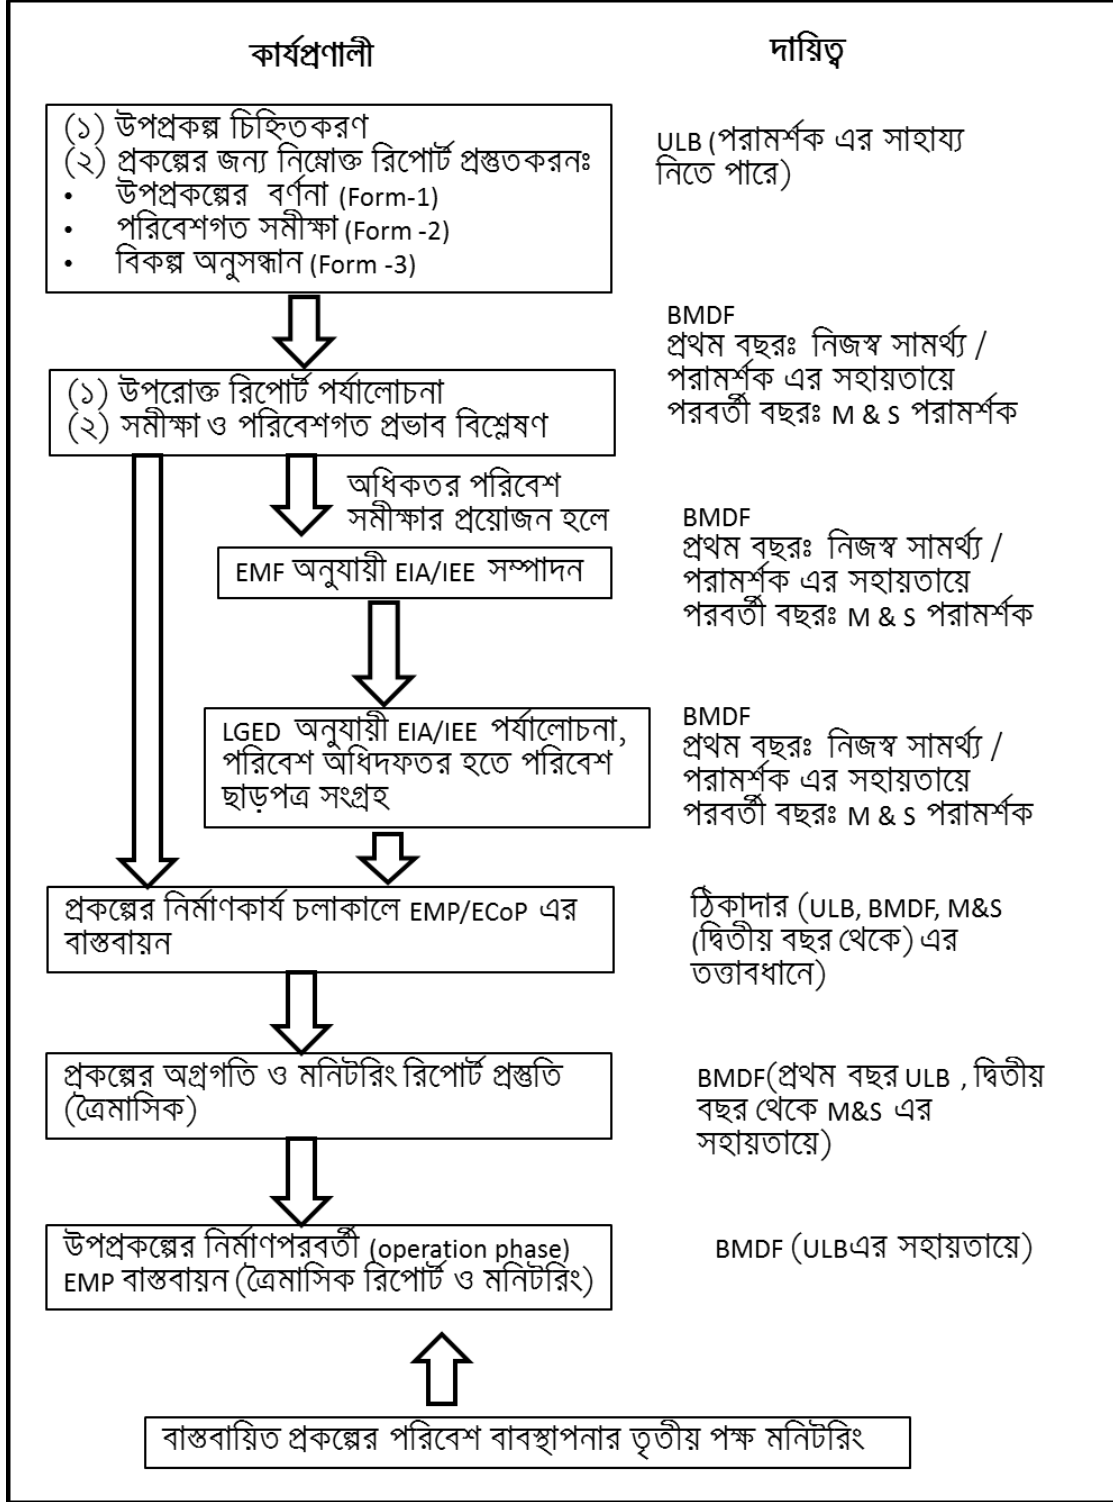 কার্যপ্রণালী
দায়িত্ব
(১) উপপ্রকল্প চিহ্নিতকরণ
(২) প্রকল্পের জন্য নিম্নোক্ত রিপোর্ট প্রস্তুতকরনঃ
• উপপ্রকল্পের বর্ণনা (Form-1)
• পরিবেশগত সমীক্ষা (Form -2)
• বিকল্প অনুসন্ধান (Form -3)
ULB (পরামর্শক এর সাহায্য
নিতে পারে)
(১) উপরোক্ত রিপোর্ট পর্যালোচনা
(২) সমীক্ষা ও পরিবেশগত প্রভাব বিশ্লেষণ
BMDF
প্রথম বছরঃ নিজস্ব সামর্থ্য /
পরামর্শক এর সহায়তায়ে
পরবর্তী বছরঃ M & S পরামর্শক
অধিকতর পরিবেশ
সমীক্ষার প্রয়োজন হলে
EMF অনুযায়ী EIA/IEE সম্পাদন
BMDF
প্রথম বছরঃ নিজস্ব সামর্থ্য /
পরামর্শক এর সহায়তায়ে
পরবর্তী বছরঃ M & S পরামর্শক
LGED অনুযায়ী EIA/IEE পর্যালোচনা,
পরিবেশ অধিদফতর হতে পরিবেশ
ছাড়পত্র সংগ্রহ
BMDF
প্রথম বছরঃ নিজস্ব সামর্থ্য /
পরামর্শক এর সহায়তায়ে
পরবর্তী বছরঃ M & S পরামর্শক
প্রকল্পের নির্মাণকার্য চলাকালে EMP/ECoP এর
বাস্তবায়ন
ঠিকাদার (ULB, BMDF, M&S
(দ্বিতীয় বছর থেকে) এর
তত্তাবধানে)
প্রকল্পের অগ্রগতি ও মনিটরিং রিপোর্ট প্রস্তুতি
(ত্রৈমাসিক)
BMDF(প্রথম বছর ULB , দ্বিতীয়
বছর থেকে M&S এর
সহায়তায়ে)
উপপ্রকল্পের নির্মাণপরবর্তী (operation phase)
EMP বাস্তবায়ন (ত্রৈমাসিক রিপোর্ট ও মনিটরিং)
BMDF (ULBএর সহায়তায়ে)
বাস্তবায়িত প্রকল্পের পরিবেশ বাবস্থাপনার তৃতীয় পক্ষ মনিটরিং